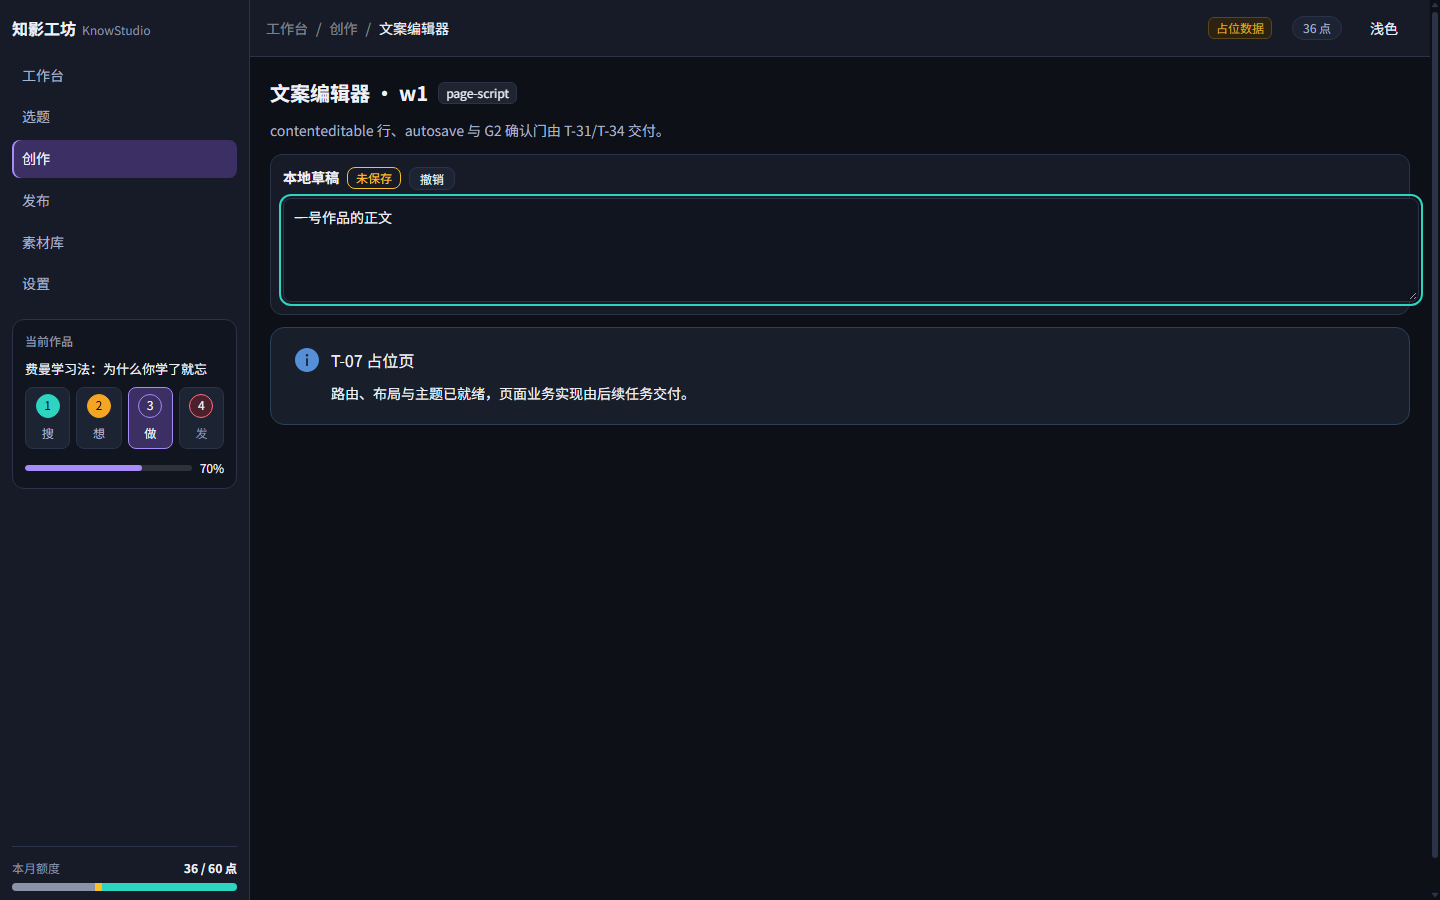 知影工坊 KnowStudio
工作台
选题
创作
发布
素材库
设置
当前作品
费曼学习法：为什么你学了就忘
1 2 3 4
搜 想 做 发
70%
本月额度 36 / 60 点
工作台 / 创作 / 文案编辑器
占位数据 36 点 浅色
文案编辑器 · w1 page-script
contenteditable 行、autosave 与 G2 确认门由 T-31/T-34 交付。
本地草稿 未保存 撤销
一号作品的正文
T-07 占位页
路由、布局与主题已就绪，页面业务实现由后续任务交付。